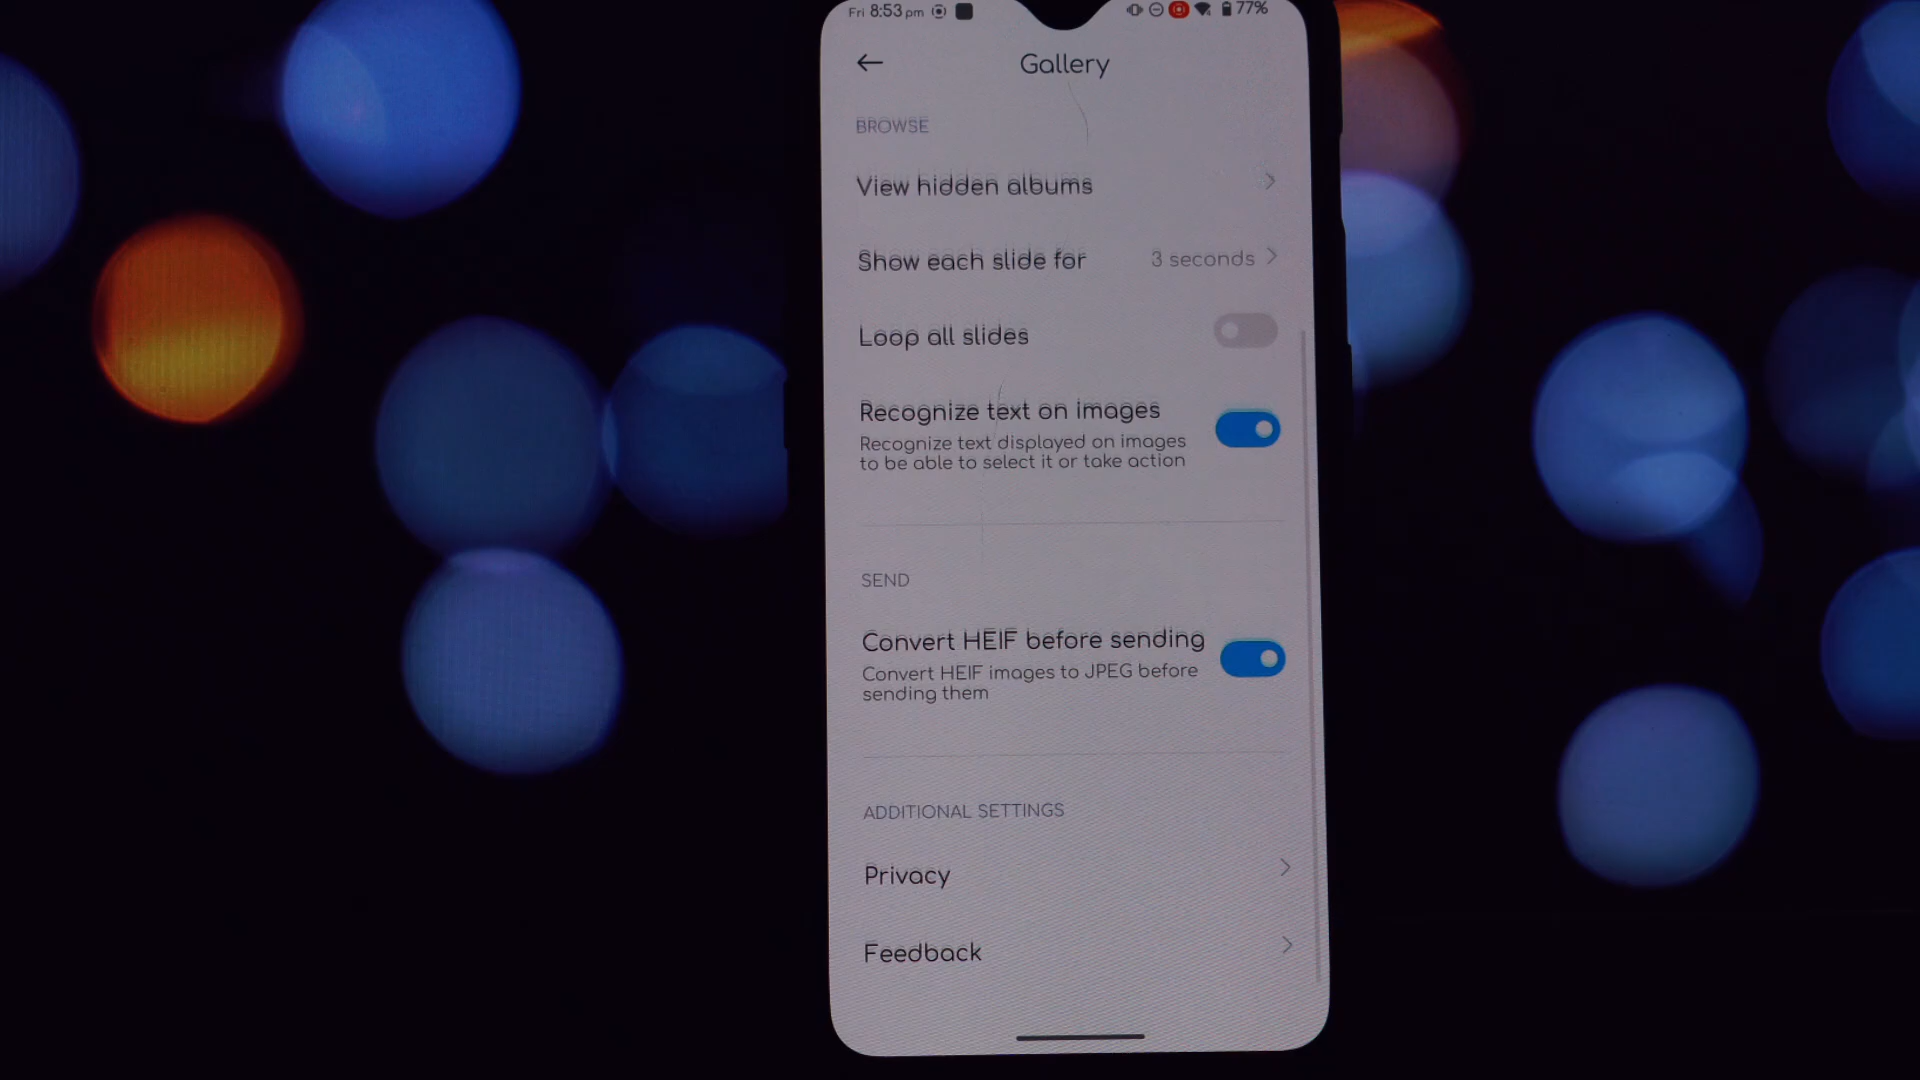 Fri 8:53 pm
77%
Gallery
BROWSE
View hidden albums
Show each slide for 3 seconds
Loop all slides
Recognize text on images
Recognize text displayed on images
to be able to select it or take action
SEND
Convert HEIF before sending
Convert HEIF images to JPEG before
sending them
ADDITIONAL SETTINGS
Privacy
Feedback